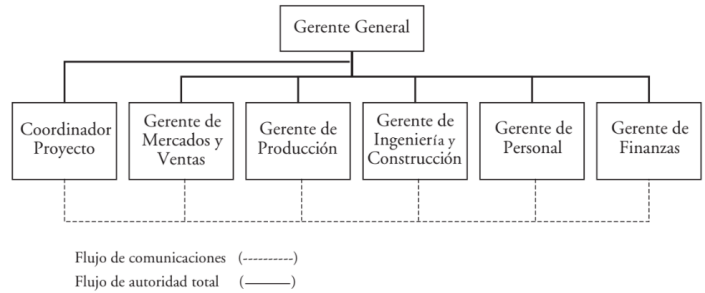 Gerente General
Coordinador
Proyecto
Gerente de
Mercados y
Ventas
Gerente de
Producción
Gerente de
Ingeniería y
Construcción
Gerente de
Personal
Gerente de
Finanzas
Flujo de comunicaciones (----------)
Flujo de autoridad total (———)